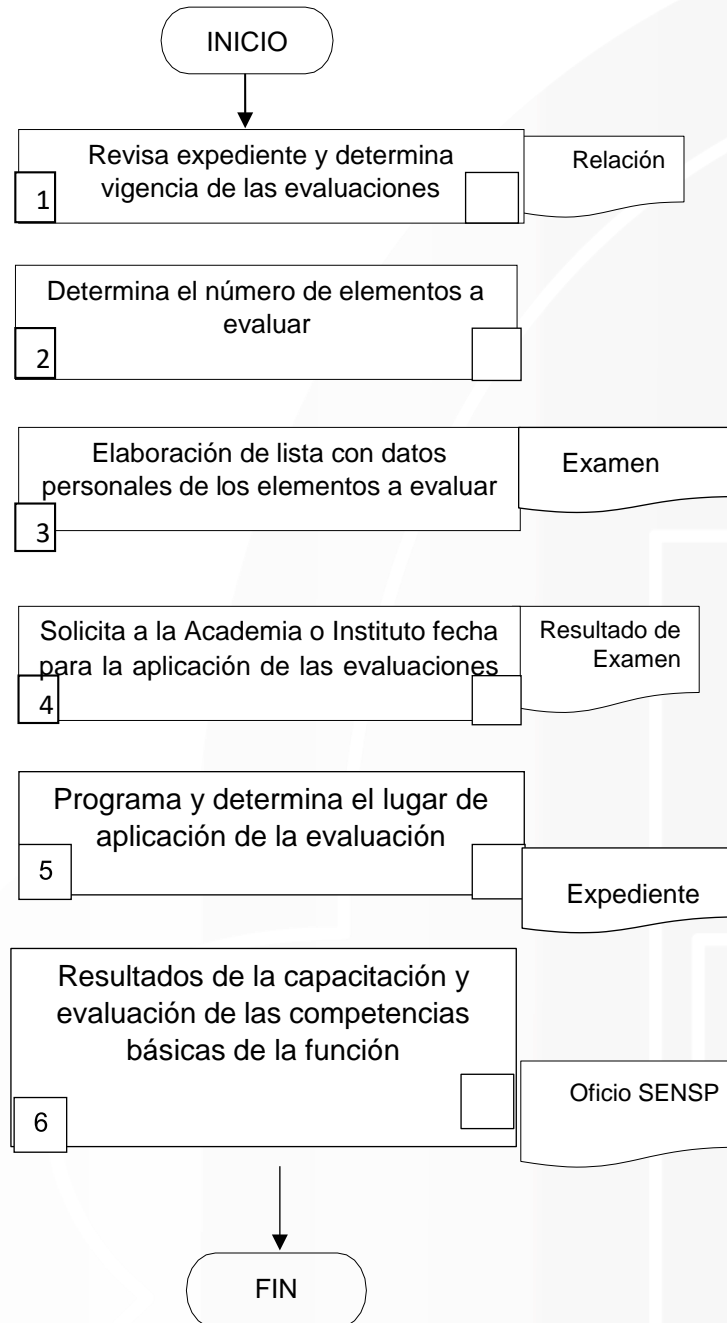 INICIO
Revisa expediente y determina
vigencia de las evaluaciones
1
Relación
Determina el número de elementos a
evaluar
2
Elaboración de lista con datos
personales de los elementos a evaluar
3
Examen
Solicita a la Academia o Instituto fecha
para la aplicación de las evaluaciones
4
Resultado de
Examen
Programa y determina el lugar de
aplicación de la evaluación
5
Expediente
Resultados de la capacitación y
evaluación de las competencias
básicas de la función
6
Oficio SENSP
FIN